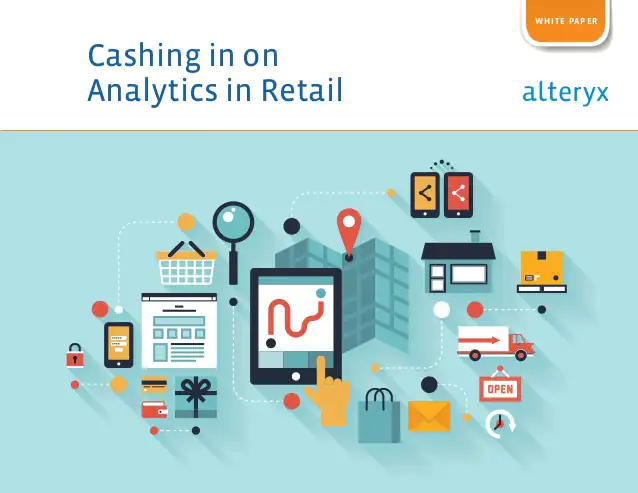 WHITE PAPER
Cashing in on
Analytics in Retail
alteryx
OPEN